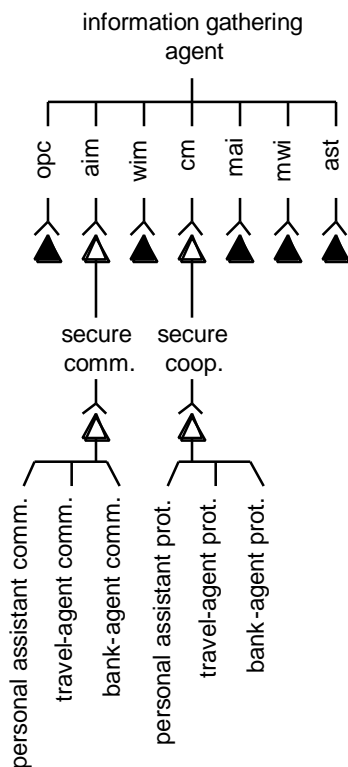 information gathering
agent
opc
aim
wim
cm
mai
mwi
ast
secure
comm.
secure
coop.
personal assistant comm.
travel-agent comm.
bank-agent comm.
personal assistant prot.
travel-agent prot.
bank-agent prot.